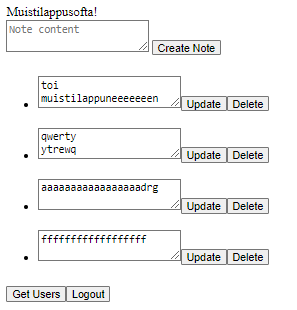 Muistilappusofta!
Note content
Create Note
toi
muistilappuneeeeeeen
Update Delete
qwerty
ytrewq
Update Delete
aaaaaaaaaaaaaaaaadrg
Update Delete
ffffffffffffffffff
Update Delete
Get Users Logout